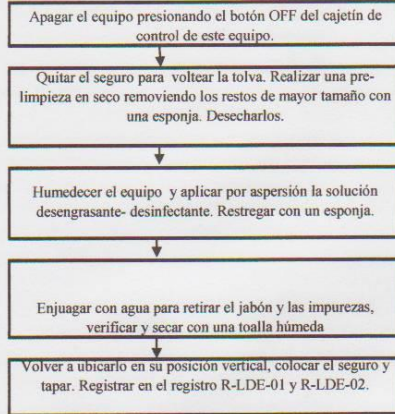 Apagar el equipo presionando el botón OFF del cajetín de
control de este equipo.
Quitar el seguro para voltear la tolva. Realizar una pre-
limpieza en seco removiendo los restos de mayor tamaño con
una esponja. Desecharlos.
Humedecer el equipo y aplicar por aspersión la solución
desengrasante- desinfectante. Restregar con un esponja.
Enjuagar con agua para retirar el jabón y las impurezas,
verificar y secar con una toalla húmeda
Volver a ubicarlo en su posición vertical, colocar el seguro y
tapar. Registrar en el registro R-LDE-01 y R-LDE-02.